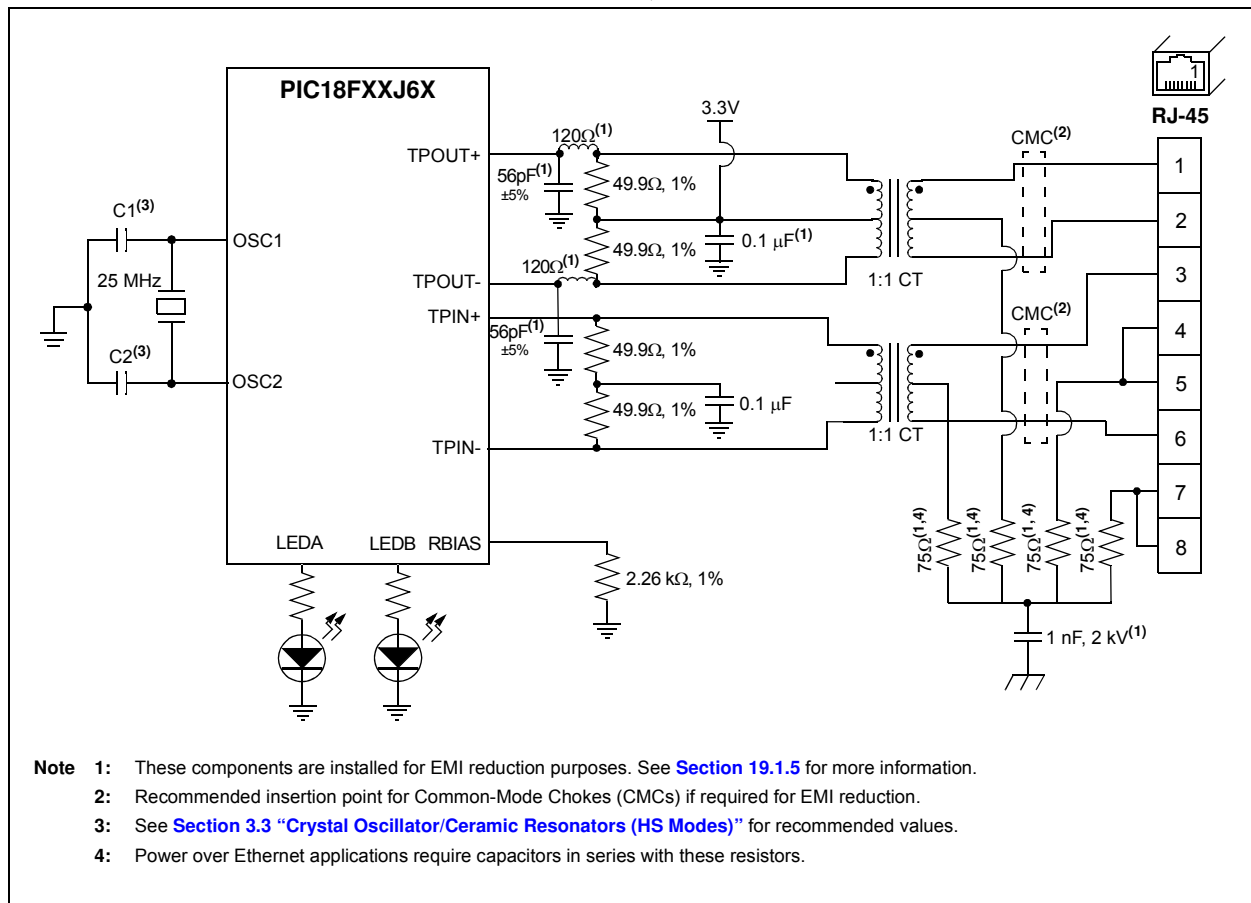 PIC18FXXJ6X
3.3V
1
RJ-45
120Ω(1)
CMC(2)
TPOUT+
1
56pF(1)
±5%
49.9Ω, 1%
C1(3)
2
OSC1
0.1 μF(1)
49.9Ω, 1%
120Ω(1)
3
25 MHz
TPOUT-
1:1 CT
TPIN+
CMC(2)
56pF(1)
±5%
4
49.9Ω, 1%
C2(3)
OSC2
5
0.1 μF
49.9Ω, 1%
1:1 CT
6
TPIN-
7
75Ω(1,4)
75Ω(1,4)
75Ω(1, 4)
75Ω(1,4)
LEDA
LEDB
RBIAS
8
2.26 kΩ, 1%
1 nF, 2 kV(1)
Note 1: These components are installed for EMI reduction purposes. See Section 19.1.5 for more information.
2: Recommended insertion point for Common-Mode Chokes (CMCs) if required for EMI reduction.
3: See Section 3.3 “Crystal Oscillator/Ceramic Resonators (HS Modes)” for recommended values.
4: Power over Ethernet applications require capacitors in series with these resistors.